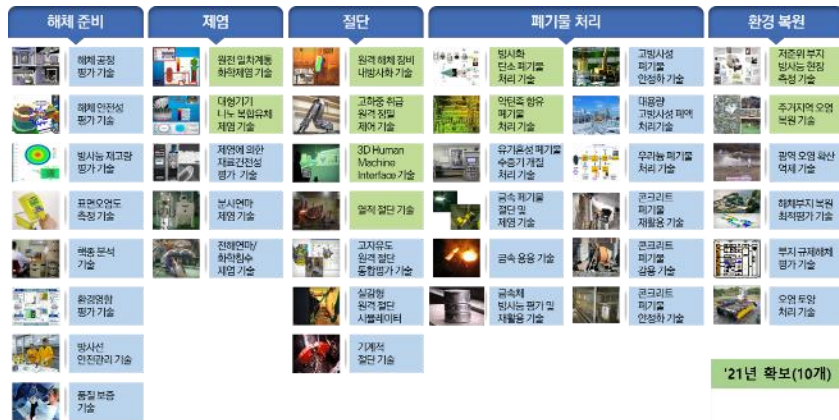 해체 준비
해체 공정
평가 기술
해체 안전성
평가 기술
방사능 재고량
평가 기술
표면오염도
측정 기술
핵종 분석
기술
환경영향
평가 기술
방사선
안전관리 기술
품질 보증
기술
제염
원전 일차계통
화학제염 기술
대형기기
나노 복합유체
제염 기술
제염에 의한
재료건전성
평가 기술
분사연마
제염 기술
전해연마/
화학침수
제염 기술
절단
원격 해체 장비
내방사화 기술
고하중 취급
원격 정밀
제어 기술
3D Human
Machine
Interface 기술
열적 절단 기술
고자유도
원격 절단
통합평가 기술
실감형
원격 절단
시뮬레이터
기계적
절단 기술
폐기물 처리
방사화
탄소 폐기물
처리 기술
악틴족 함유
폐기물
처리 기술
유기혼성 폐기물
수증기 개질
처리 기술
금속 폐기물
절단 및
제염 기술
금속 용융 기술
금속체
방사능 평가 및
재활용 기술
고방사성
폐기물
안정화 기술
대용량
고방사성 폐액
처리기술
우라늄 폐기물
처리 기술
콘크리트
폐기물
재활용 기술
콘크리트
폐기물
감용 기술
콘크리트
폐기물
안정화 기술
환경 복원
저준위 부지
방사능 현장
측정 기술
주거지역 오염
복원 기술
광역 오염 확산
억제 기술
해체부지 복원
최적평가 기술
부지 규제해제
평가 기술
오염 토양
처리 기술
'21년 확보(10개)